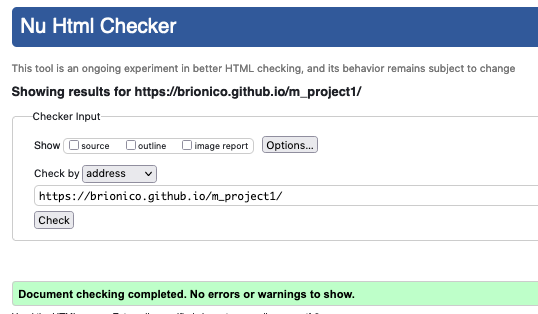 Nu Html Checker
This tool is an ongoing experiment in better HTML checking, and its behavior remains subject to change
Showing results for https://brionico.github.io/m_project1/
Checker Input
Show source outline image report Options...
Check by address
https://brionico.github.io/m_project1/
Check
Document checking completed. No errors or warnings to show.